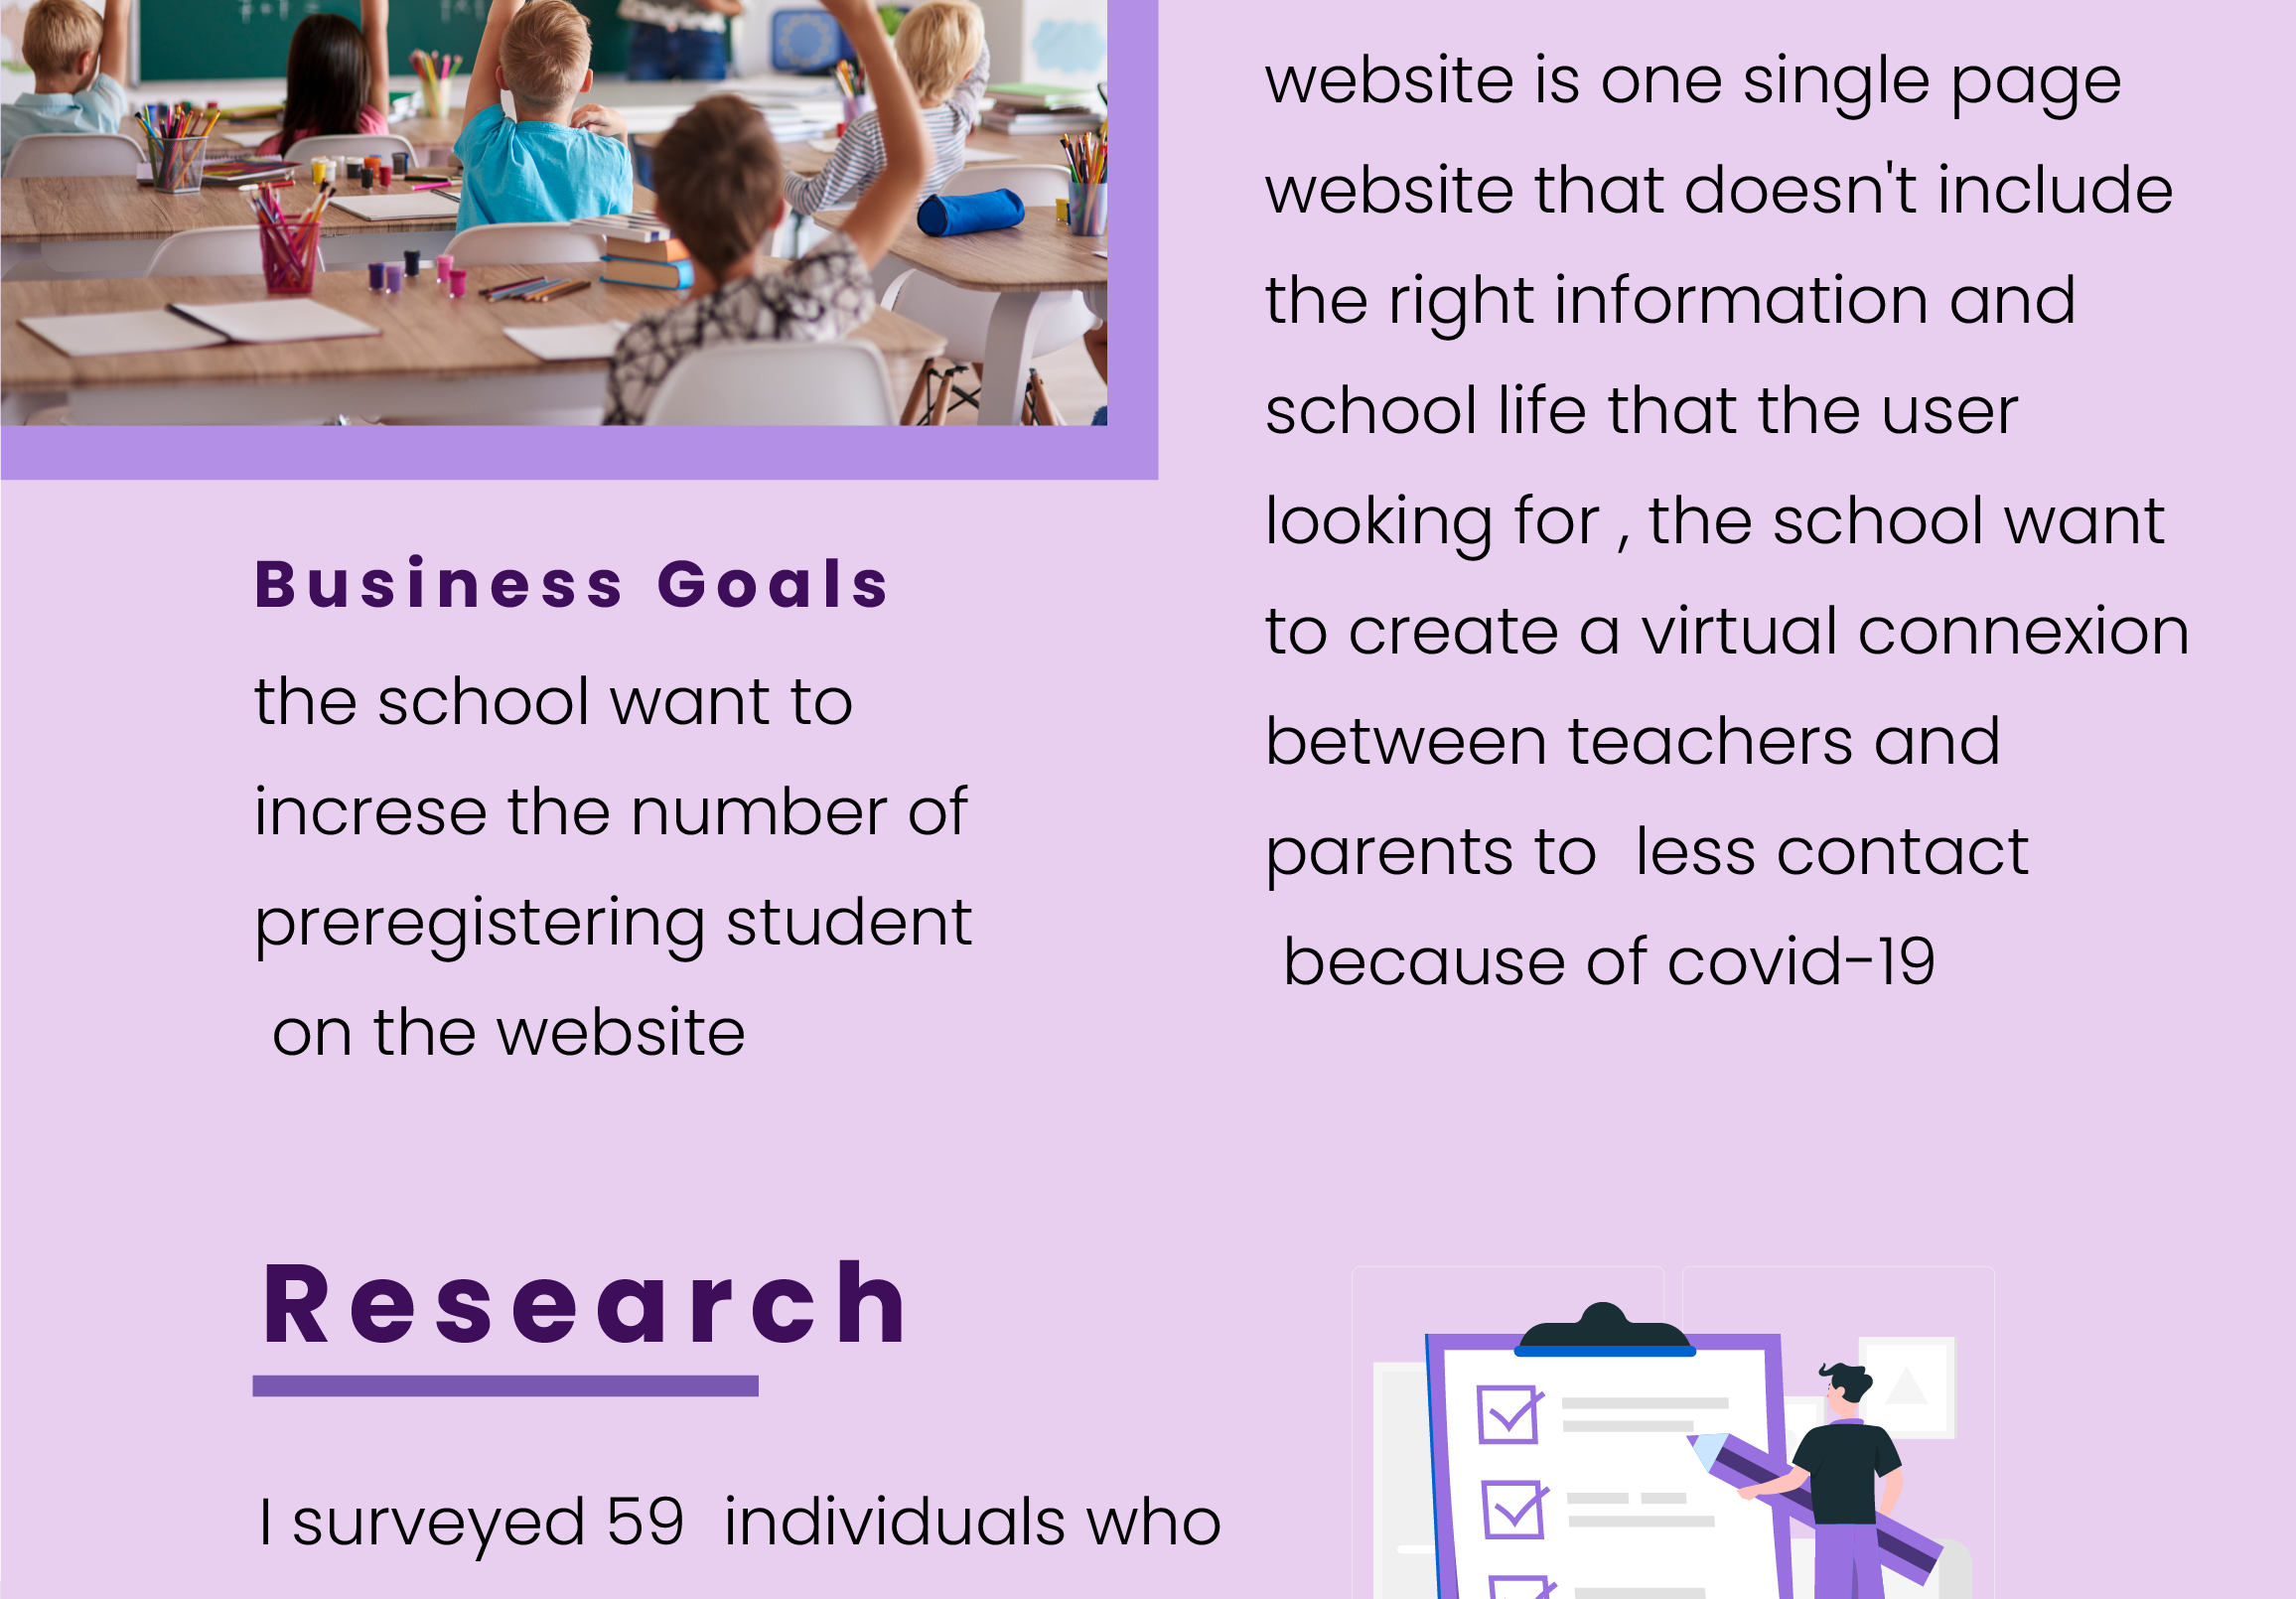 website is one single page
website that doesn't include
the right information and
school life that the user
looking for , the school want
to create a virtual connexion
between teachers and
parents to  less contact
because of covid-19
Business Goals
the school want to
increse the number of
preregistering student
on the website
Research
I surveyed 59  individuals who